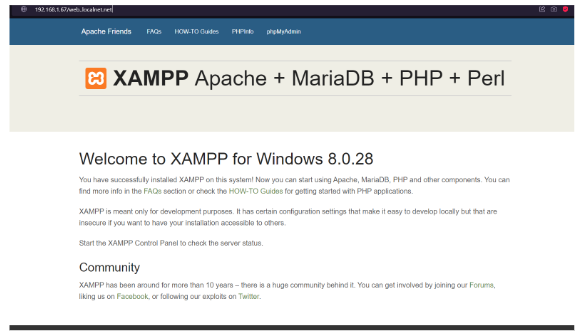 192.168.1.67/web.localnet.net
Apache Friends FAQs HOW-TO Guides PHPInfo phpMyAdmin
XAMPP Apache + MariaDB + PHP + Perl
Welcome to XAMPP for Windows 8.0.28
You have successfully installed XAMPP on this system! Now you can start using Apache, MariaDB, PHP and other components. You can
find more info in the FAQs section or check the HOW-TO Guides for getting started with PHP applications.
XAMPP is meant only for development purposes. It has certain configuration settings that make it easy to develop locally but that are
insecure if you want to have your installation accessible to others.
Start the XAMPP Control Panel to check the server status.
Community
XAMPP has been around for more than 10 years – there is a huge community behind it. You can get involved by joining our Forums,
liking us on Facebook, or following our exploits on Twitter.